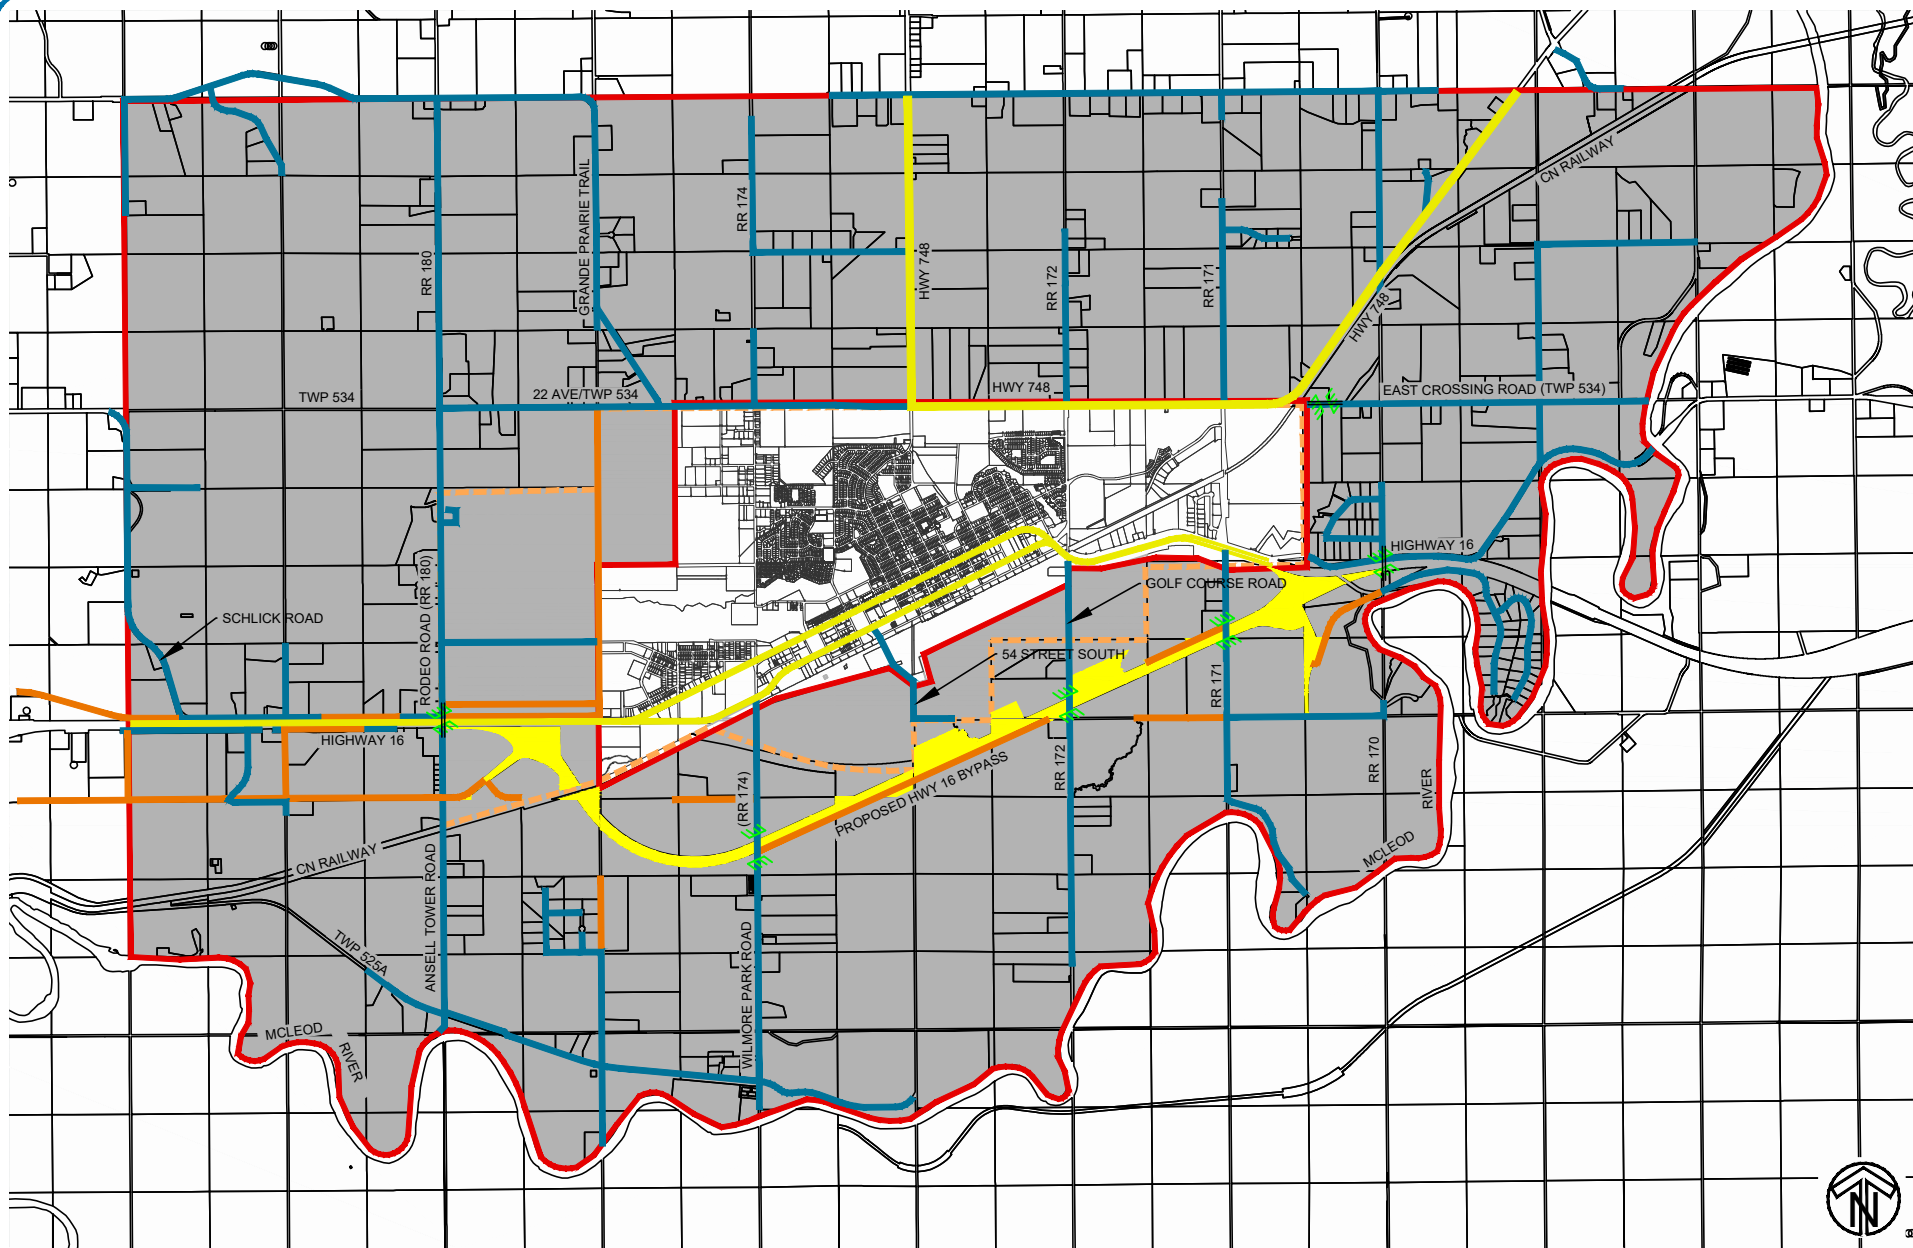 CN RAILWAY
GRANDE PRAIRIE TRAIL
RR 174
RR 180
HWY 748
RR 172
RR 171
HWY 748
TWP 534
22 AVE/TWP 534
HWY 748
EAST CROSSING ROAD (TWP 534)
HIGHWAY 16
GOLF COURSE ROAD
SCHLICK ROAD
RODEO ROAD (RR 180)
54 STREET SOUTH
RR 171
HIGHWAY 16
RR 172
RR 170
PROPOSED HWY 16 BYPASS
(RR 174)
RIVER
MCLEOD
CN RAILWAY
ANSELL TOWER ROAD
TWP 525A
WILMORE PARK ROAD
MCLEOD
RIVER
N